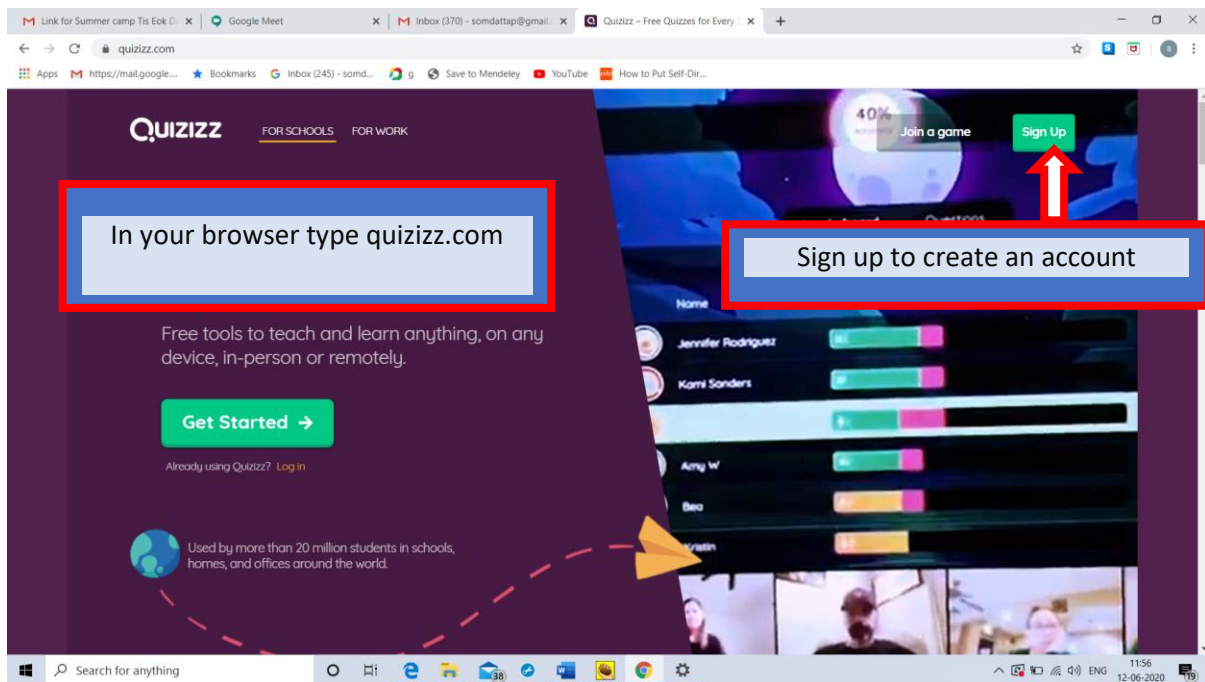 Link for Summer camp Tis Eok D
Google Meet
Inbox (370) - somdattap@gmail.
Quizizz – Free Quizzes for Every S
quizizz.com
Apps
https://mail.google....
Bookmarks
Inbox (245) - somd...
g
Save to Mendeley
YouTube
How to Put Self-Dir...
QUIZIZZ
FOR SCHOOLS
FOR WORK
40%
Join a game
Sign Up
In your browser type quizizz.com
Questions
Sign up to create an account
Name
Free tools to teach and learn anything, on any
device, in-person or remotely.
Jennifer Rodriguez
Kami Sanders
Get Started →
Already using Quizizz? Log in
Amy W
Bea
Kristin
Used by more than 20 million students in schools,
homes, and offices around the world.
Search for anything
38
ENG
11:56
12-06-2020
19